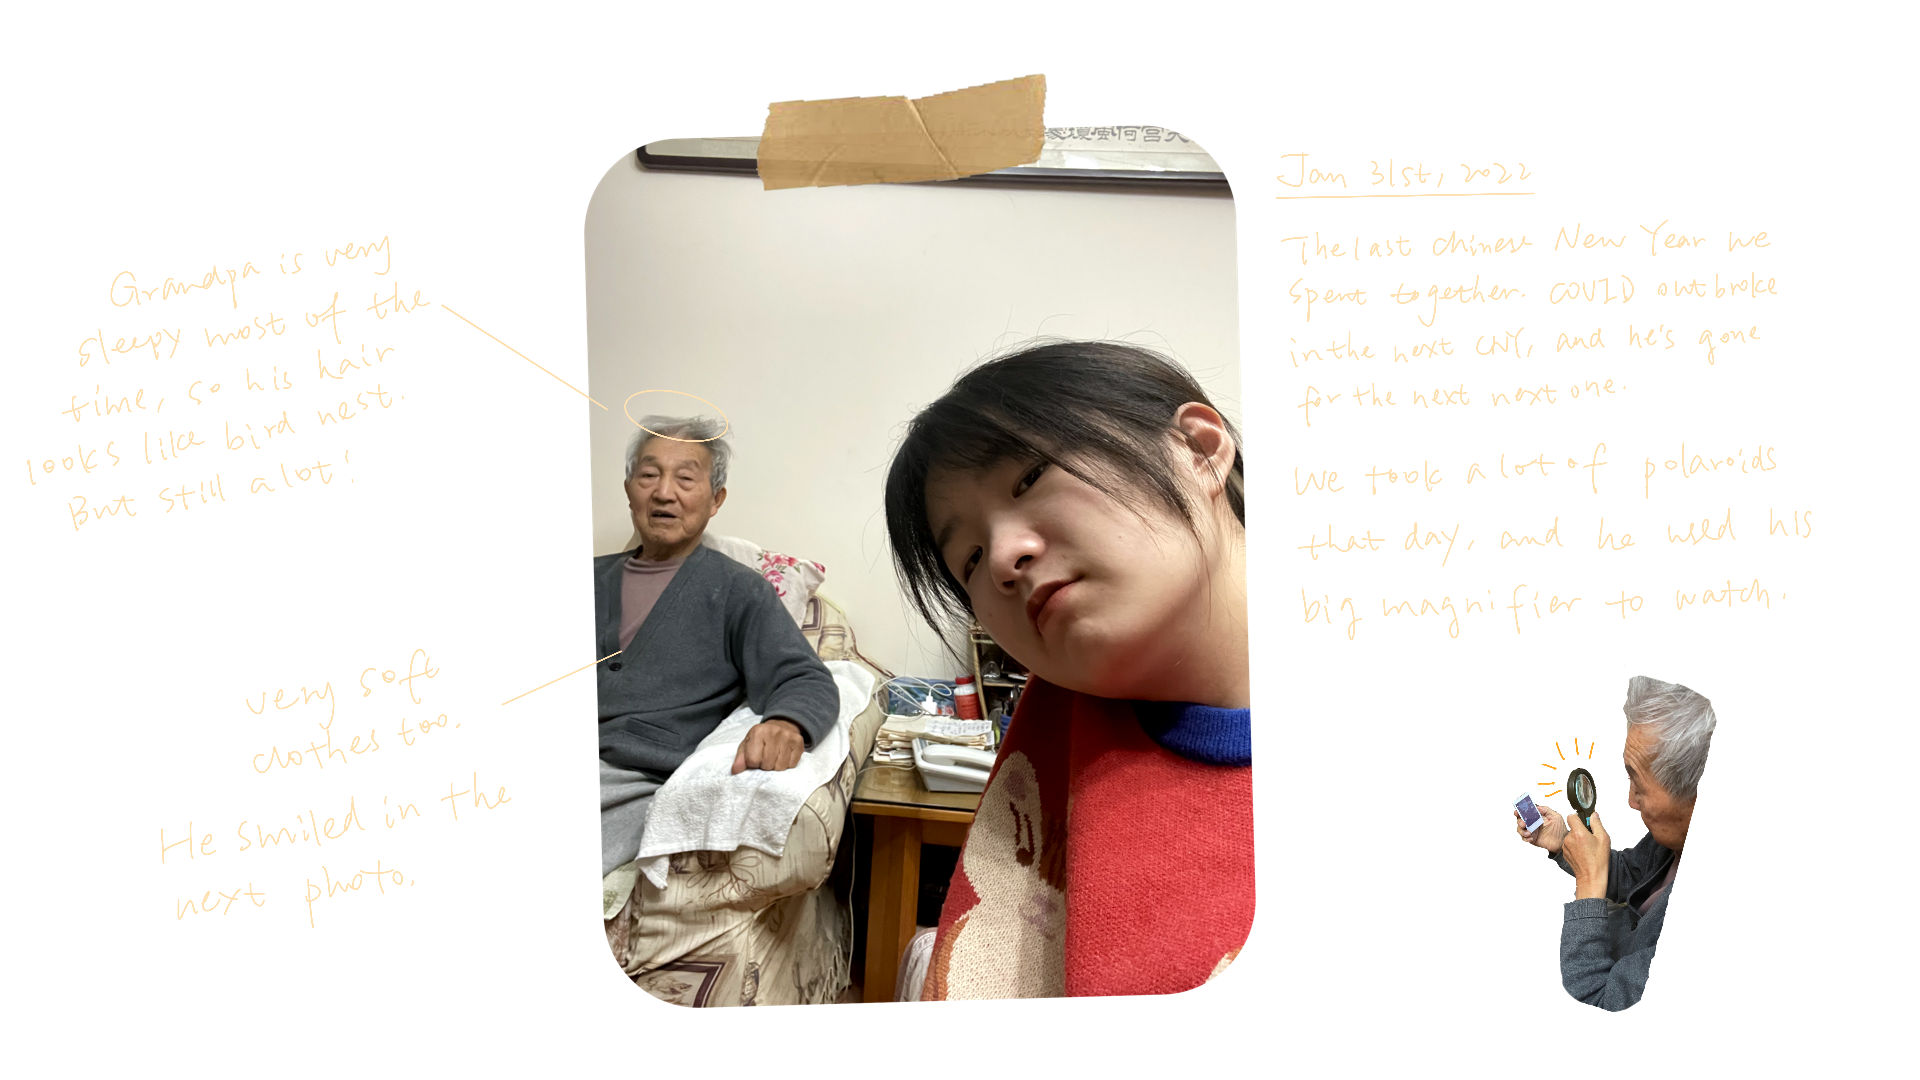 Grandpa is very
sleepy most of the
time, so his hair
looks like bird nest.
But still a lot!
very soft
clothes too.
He smiled in the
next photo.
Jan 31st, 2022
The last Chinese New Year we
spent together. COVID outbroke
in the next CNY, and he's gone
for the next next one.
We took a lot of polaroids
that day, and he used his
big magnifier to watch.